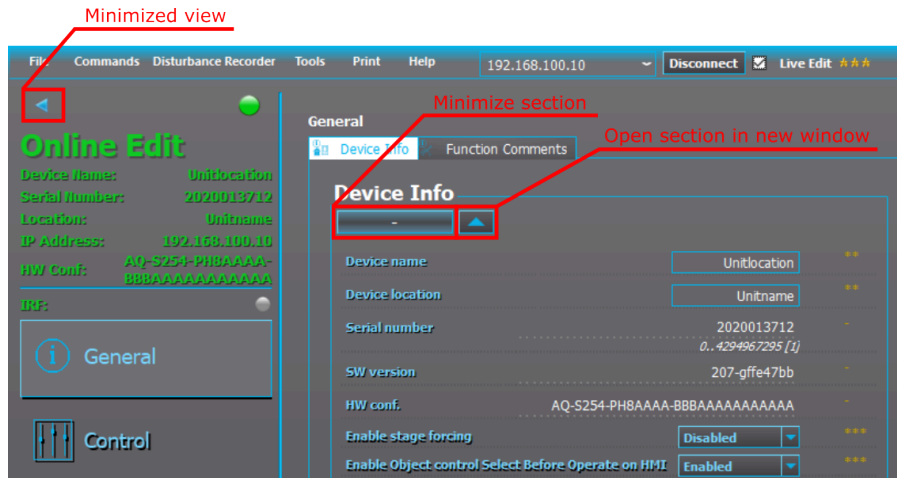 Minimized view
File Commands Disturbance Recorder Tools Print Help 192.168.100.10 Disconnect Live Edit ***
Minimize section
General
Open section in new window
Device Info Function Comments
Online Edit
Device Name: Unitlocation
Serial Number: 2020013712
Location: Unitname
IP Address: 192.168.100.10
HW Conf: AQ-S254-PH8AAAA-
BBBAAAAAAAAAAA
IRF:
General
Control
Device Info
-
Device name Unitlocation **
Device location Unitname **
Serial number 2020013712 -
0..4294967295 [1]
SW version 207-gffe47bb -
HW conf. AQ-S254-PH8AAAA-BBBAAAAAAAAAAA -
Enable stage forcing Disabled ***
Enable Object control Select Before Operate on HMI Enabled ***